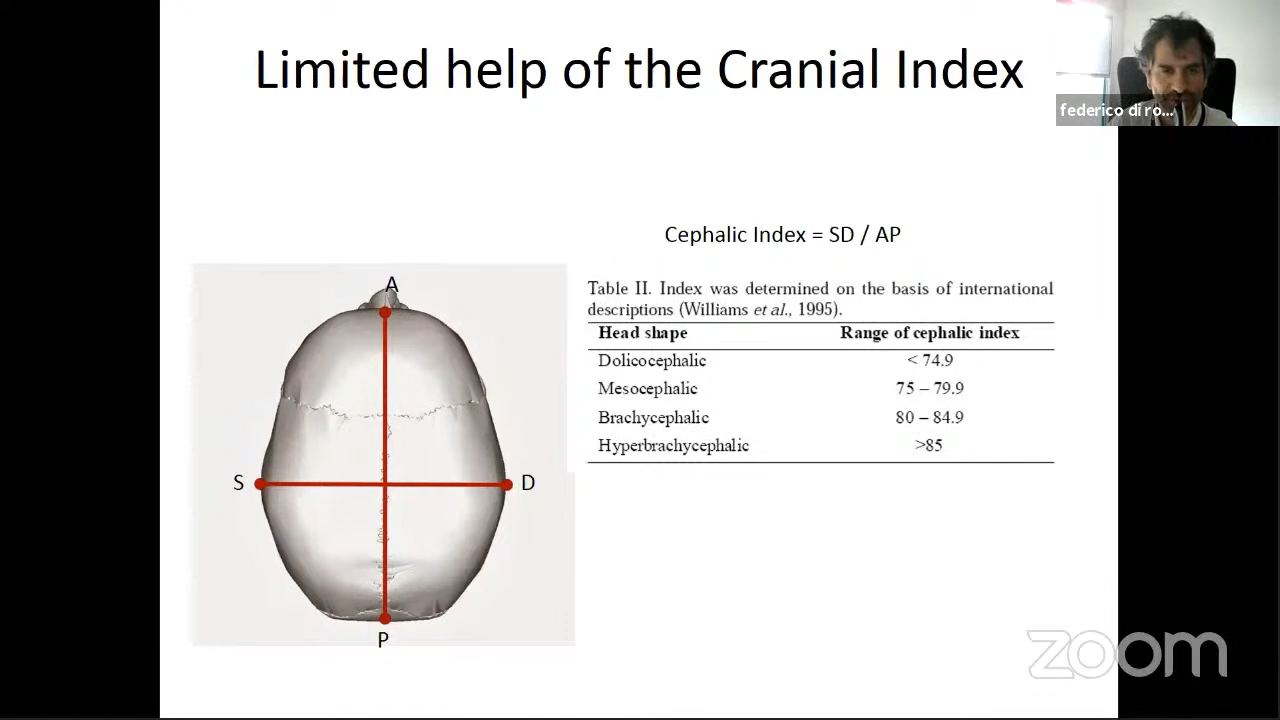 Limited help of the Cranial Index
federico di ro...
Cephalic Index = SD / AP
A
S
D
P
Table II. Index was determined on the basis of international
descriptions (Williams et al., 1995).
Head shape Range of cephalic index
Dolicocephalic < 74.9
Mesocephalic 75 – 79.9
Brachycephalic 80 – 84.9
Hyperbrachycephalic >85
zoom